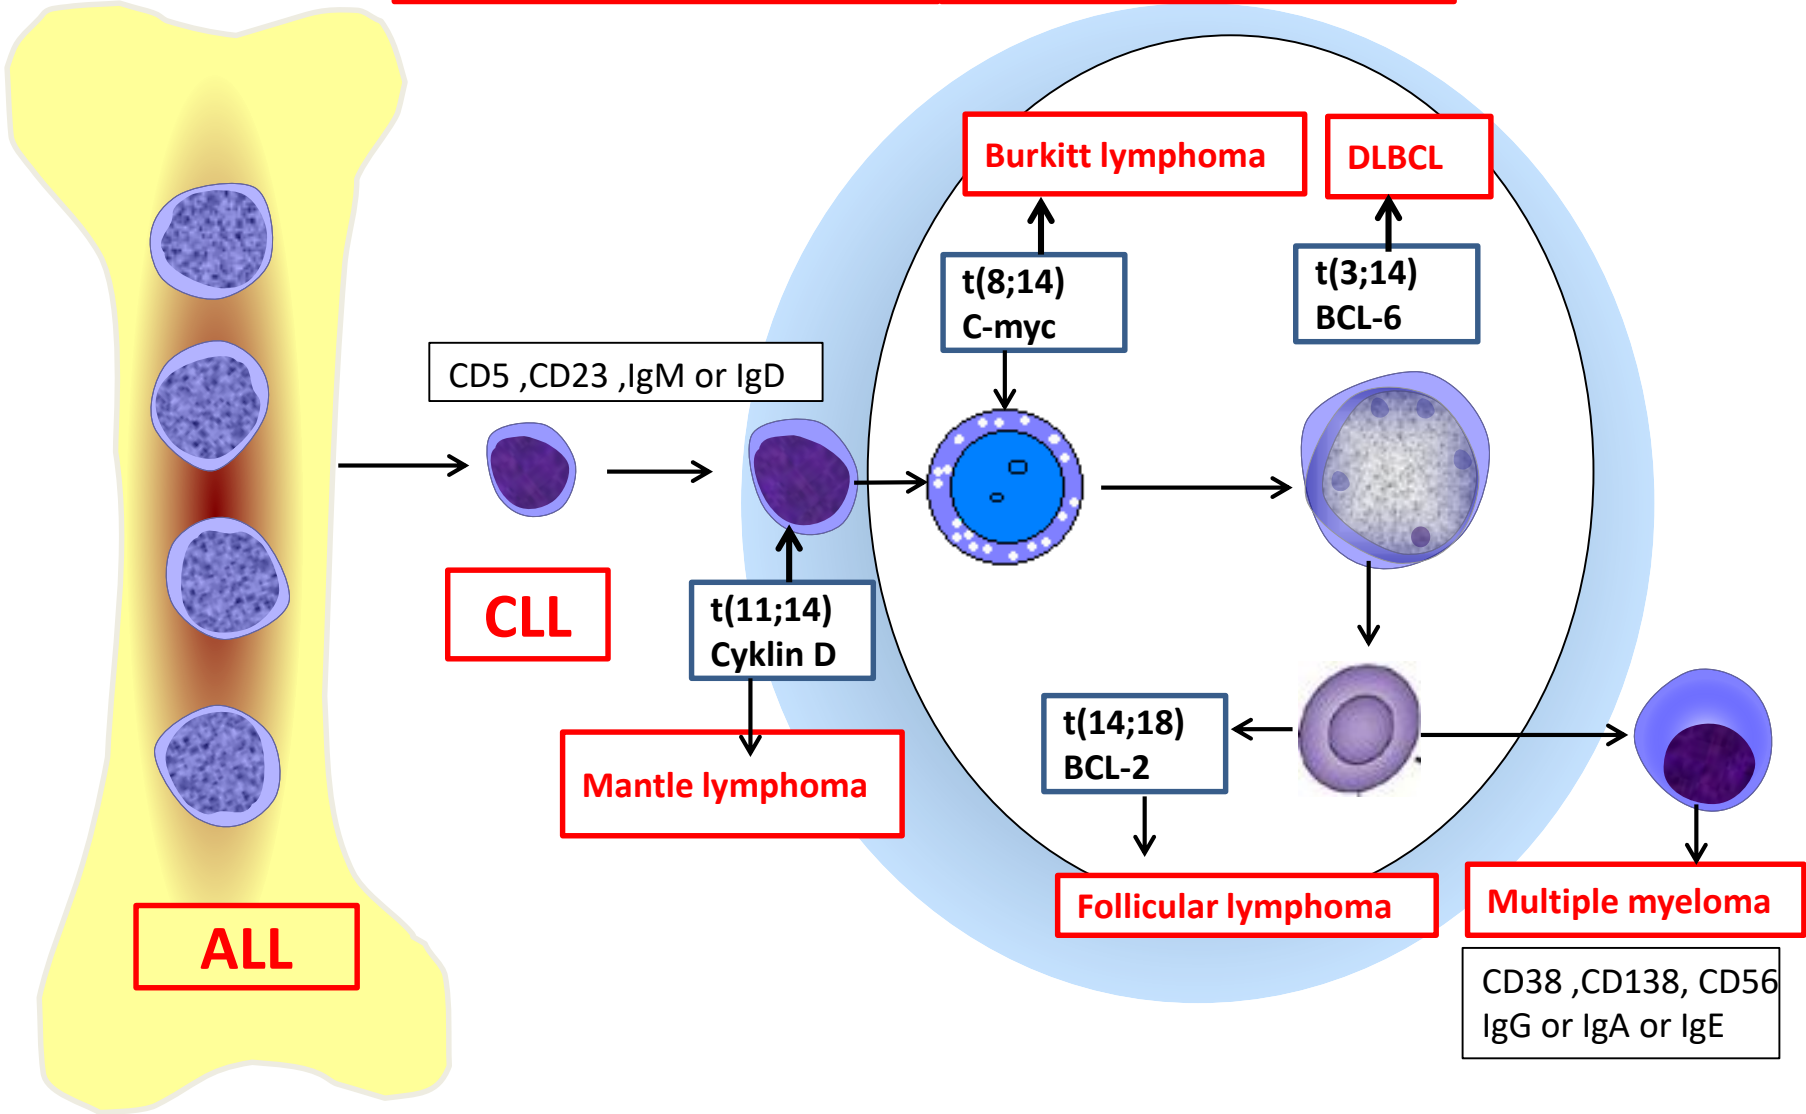 Burkitt lymphoma
DLBCL
t(8;14)
C-myc
t(3;14)
BCL-6
CD5 ,CD23 ,IgM or IgD
CLL
t(11;14)
Cyklin D
Mantle lymphoma
t(14;18)
BCL-2
Follicular lymphoma
Multiple myeloma
ALL
CD38 ,CD138, CD56
IgG or IgA or IgE